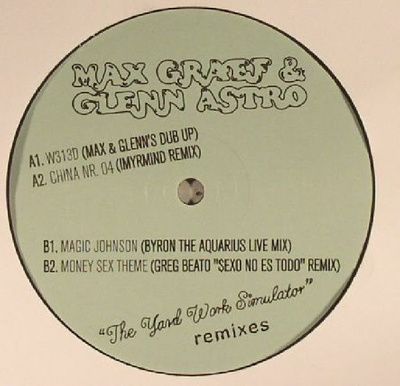 MAX GRAEF &
GLENN ASTRO
A1. W313D (MAX & GLENN'S DUB UP)
A2. CHINA NR. 04 (IMYRMIND REMIX)
B1. MAGIC JOHNSON (BYRON THE AQUARIUS LIVE MIX)
B2. MONEY $EX THEME (GREG BEATO "$EXO NO ES TODO" REMIX)
"The Yard Work Simulator"
remixes